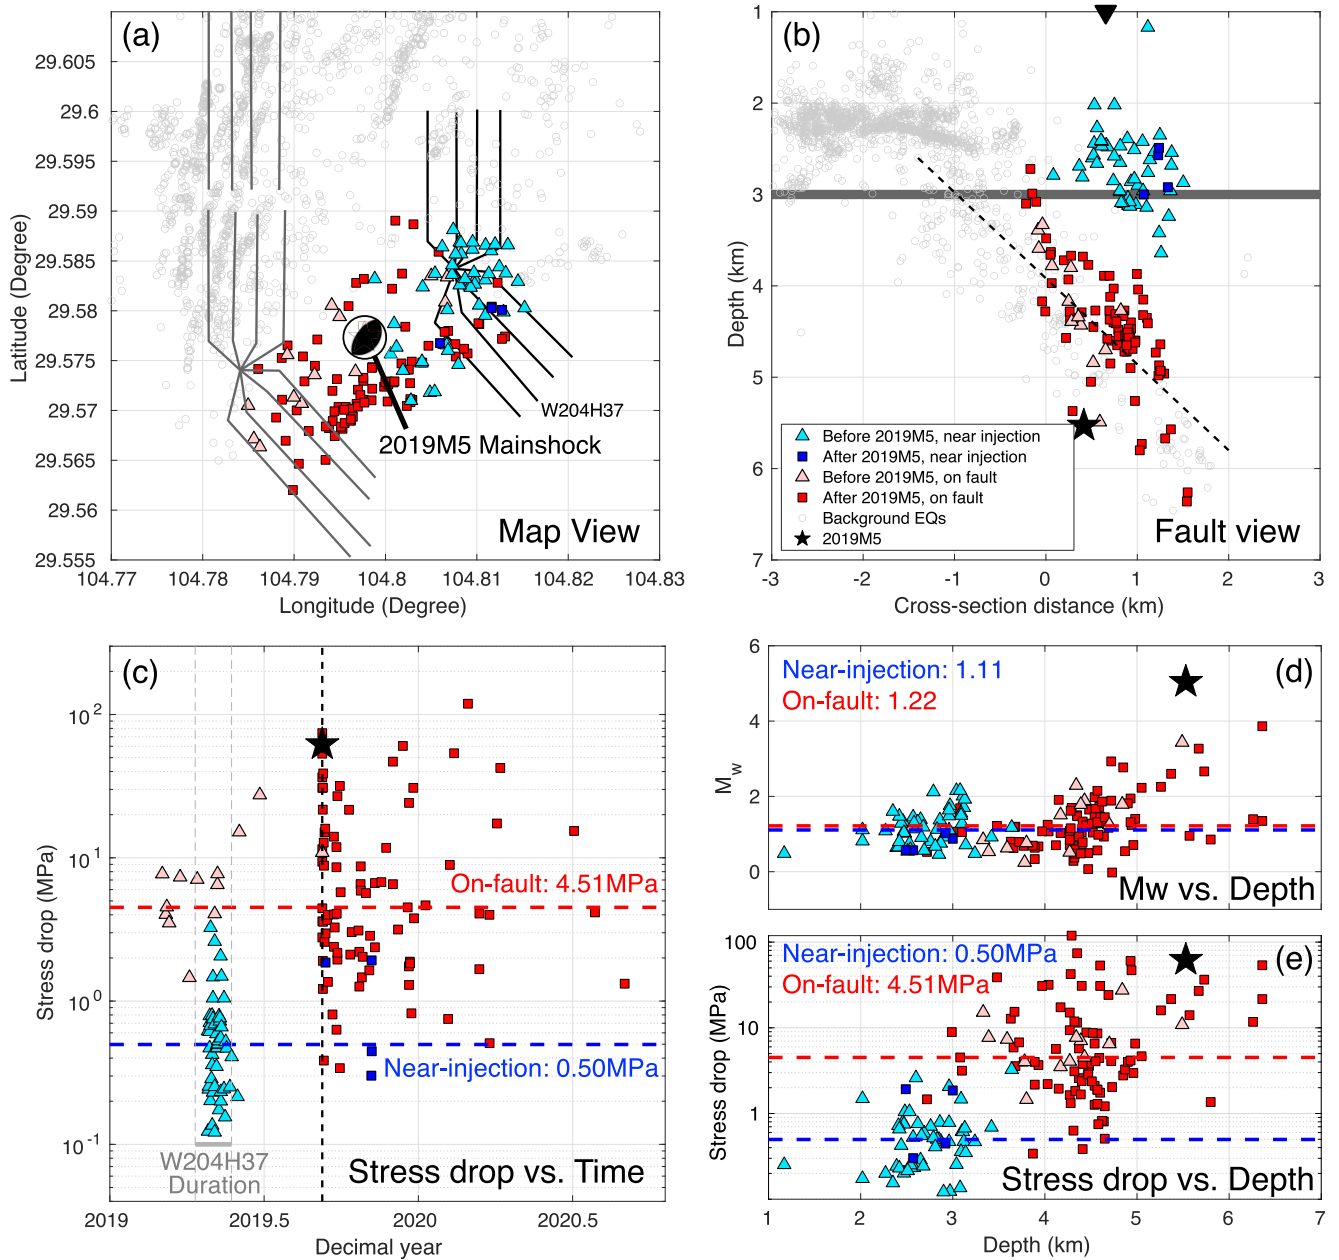 (a)
29.605
29.6
29.595
29.59
29.585
29.58
29.575
29.57
29.565
29.56
29.555
Latitude (Degree)
W204H37
2019M5 Mainshock
Map View
104.77
104.78
104.79
104.8
104.81
104.82
104.83
Longitude (Degree)
(b)
1
2
3
4
5
6
7
Depth (km)
Before 2019M5, near injection
After 2019M5, near injection
Before 2019M5, on fault
After 2019M5, on fault
Background EQs
2019M5
Fault view
-3
-2
-1
0
1
2
3
Cross-section distance (km)
(c)
10^2
10^1
10^0
10^-1
Stress drop (MPa)
On-fault: 4.51MPa
Near-injection: 0.50MPa
W204H37
Duration
Stress drop vs. Time
2019
2019.5
2020
2020.5
Decimal year
(d)
Near-injection: 1.11
On-fault: 1.22
6
4
2
0
M_w
Mw vs. Depth
(e)
Near-injection: 0.50MPa
On-fault: 4.51MPa
100
10
1
Stress drop (MPa)
Stress drop vs. Depth
1
2
3
4
5
6
7
Depth (km)